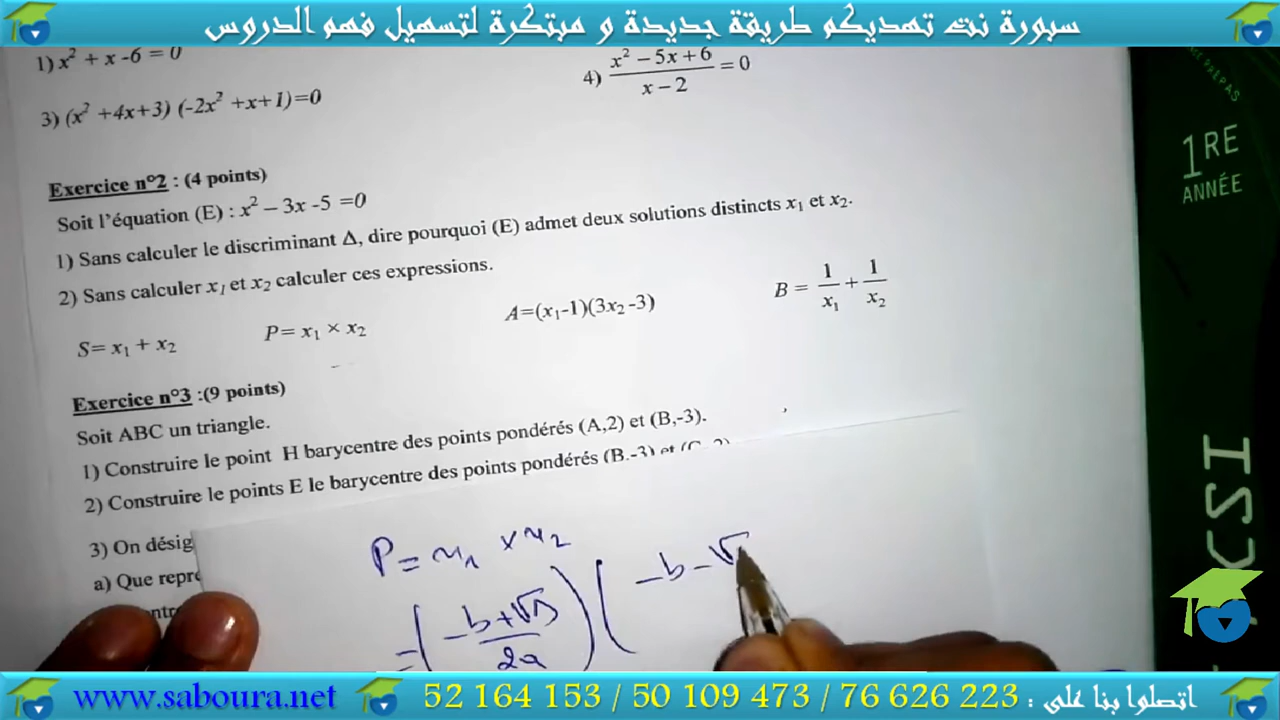 سبورة نت تهديكم طريقة جديدة و مبتكرة لتسهيل فهم الدروس
1) x² + x -6 = 0
4) (x² – 5x + 6)/(x – 2) = 0
3) (x² +4x+3) (-2x² +x+1)=0
Exercice n°2 : (4 points)
Soit l'équation (E) : x² – 3x -5 =0
1) Sans calculer le discriminant Δ, dire pourquoi (E) admet deux solutions distincts x₁ et x₂.
2) Sans calculer x₁ et x₂ calculer ces expressions.
S= x₁ + x₂ P= x₁ × x₂ A=(x₁-1)(3x₂ -3) B = 1/x₁ + 1/x₂
Exercice n°3 :(9 points)
Soit ABC un triangle.
1) Construire le point H barycentre des points pondérés (A,2) et (B,-3).
2) Construire le points E le barycentre des points pondérés (B,-3) et
3) On désig
a) Que repre
P = x₁ × x₂
= (-b+√Δ / 2a) ( -b-√
1RE
ANNÉE
www.saboura.net
اتصلوا بنا على : 52 164 153 / 50 109 473 / 76 626 223